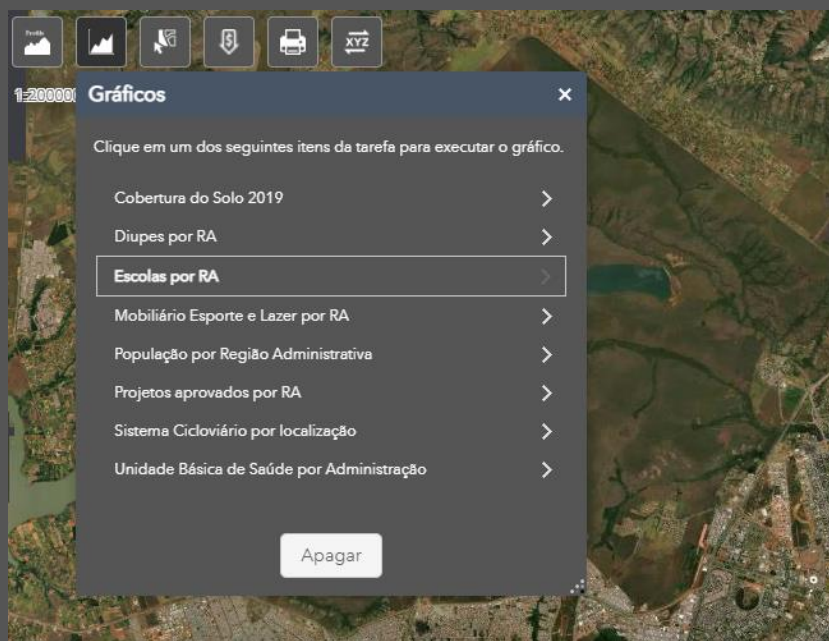 Profile
XYZ
1:200000
Gráficos
Clique em um dos seguintes itens da tarefa para executar o gráfico.
Cobertura do Solo 2019
Diupes por RA
Escolas por RA
Mobiliário Esporte e Lazer por RA
População por Região Administrativa
Projetos aprovados por RA
Sistema Cicloviário por localização
Unidade Básica de Saúde por Administração
Apagar